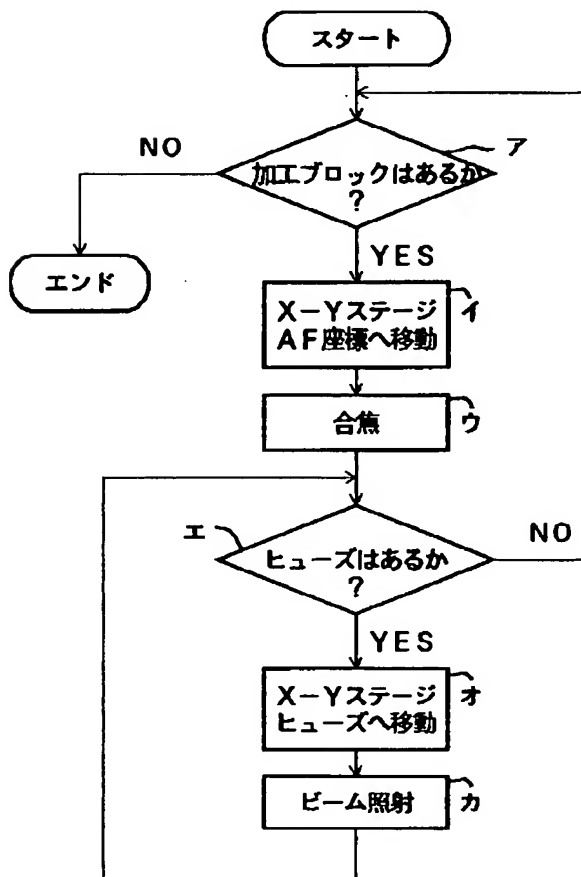 スタート
ア
NO
加工ブロックはあるか
?
YES
エンド
X－Yステージ
AF座標へ移動
イ
合焦
ウ
エ
ヒューズはあるか
?
NO
YES
X－Yステージ
ヒューズへ移動
オ
ビーム照射
カ